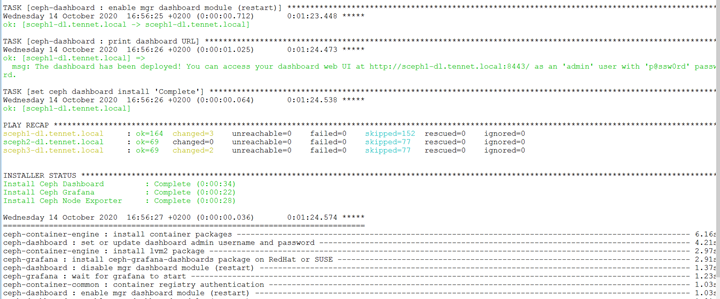 TASK [ceph-dashboard : enable mgr dashboard module (restart)] ****
Wednesday 14 October 2020  16:56:25 +0200 (0:00:00.712)       0:01:23.448 *****
ok: [sceph1-dl.tennet.local -> sceph1-dl.tennet.local]
TASK [ceph-dashboard : print dashboard URL] ****
Wednesday 14 October 2020  16:56:26 +0200 (0:00:01.025)       0:01:24.473 *****
ok: [sceph1-dl.tennet.local] =>
  msg: The dashboard has been deployed! You can access your dashboard web UI at http://sceph1-dl.tennet.local:8443/ as an 'admin' user with 'p@ssw0rd' passwo
rd.
TASK [set ceph dashboard install 'Complete'] ****
Wednesday 14 October 2020  16:56:26 +0200 (0:00:00.064)       0:01:24.538 *****
ok: [sceph1-dl.tennet.local]
PLAY RECAP ****
sceph1-dl.tennet.local     : ok=164  changed=3    unreachable=0    failed=0    skipped=152  rescued=0    ignored=0
sceph2-dl.tennet.local     : ok=69   changed=0    unreachable=0    failed=0    skipped=77   rescued=0    ignored=0
sceph3-dl.tennet.local     : ok=69   changed=2    unreachable=0    failed=0    skipped=77   rescued=0    ignored=0
INSTALLER STATUS ****
Install Ceph Dashboard         : Complete (0:00:34)
Install Ceph Grafana           : Complete (0:00:22)
Install Ceph Node Exporter     : Complete (0:00:28)
Wednesday 14 October 2020  16:56:27 +0200 (0:00:00.036)       0:01:24.574 *****
====
ceph-container-engine : install container packages ---- 6.16s
ceph-dashboard : set or update dashboard admin username and password ---- 4.21s
ceph-container-engine : install lvm2 package ---- 2.97s
ceph-grafana : install ceph-grafana-dashboards package on RedHat or SUSE ---- 2.91s
ceph-dashboard : disable mgr dashboard module (restart) ---- 1.37s
ceph-grafana : wait for grafana to start ---- 1.23s
ceph-container-common : container registry authentication ---- 1.03s
ceph-dashboard : enable mgr dashboard module (restart) ---- 1.03s